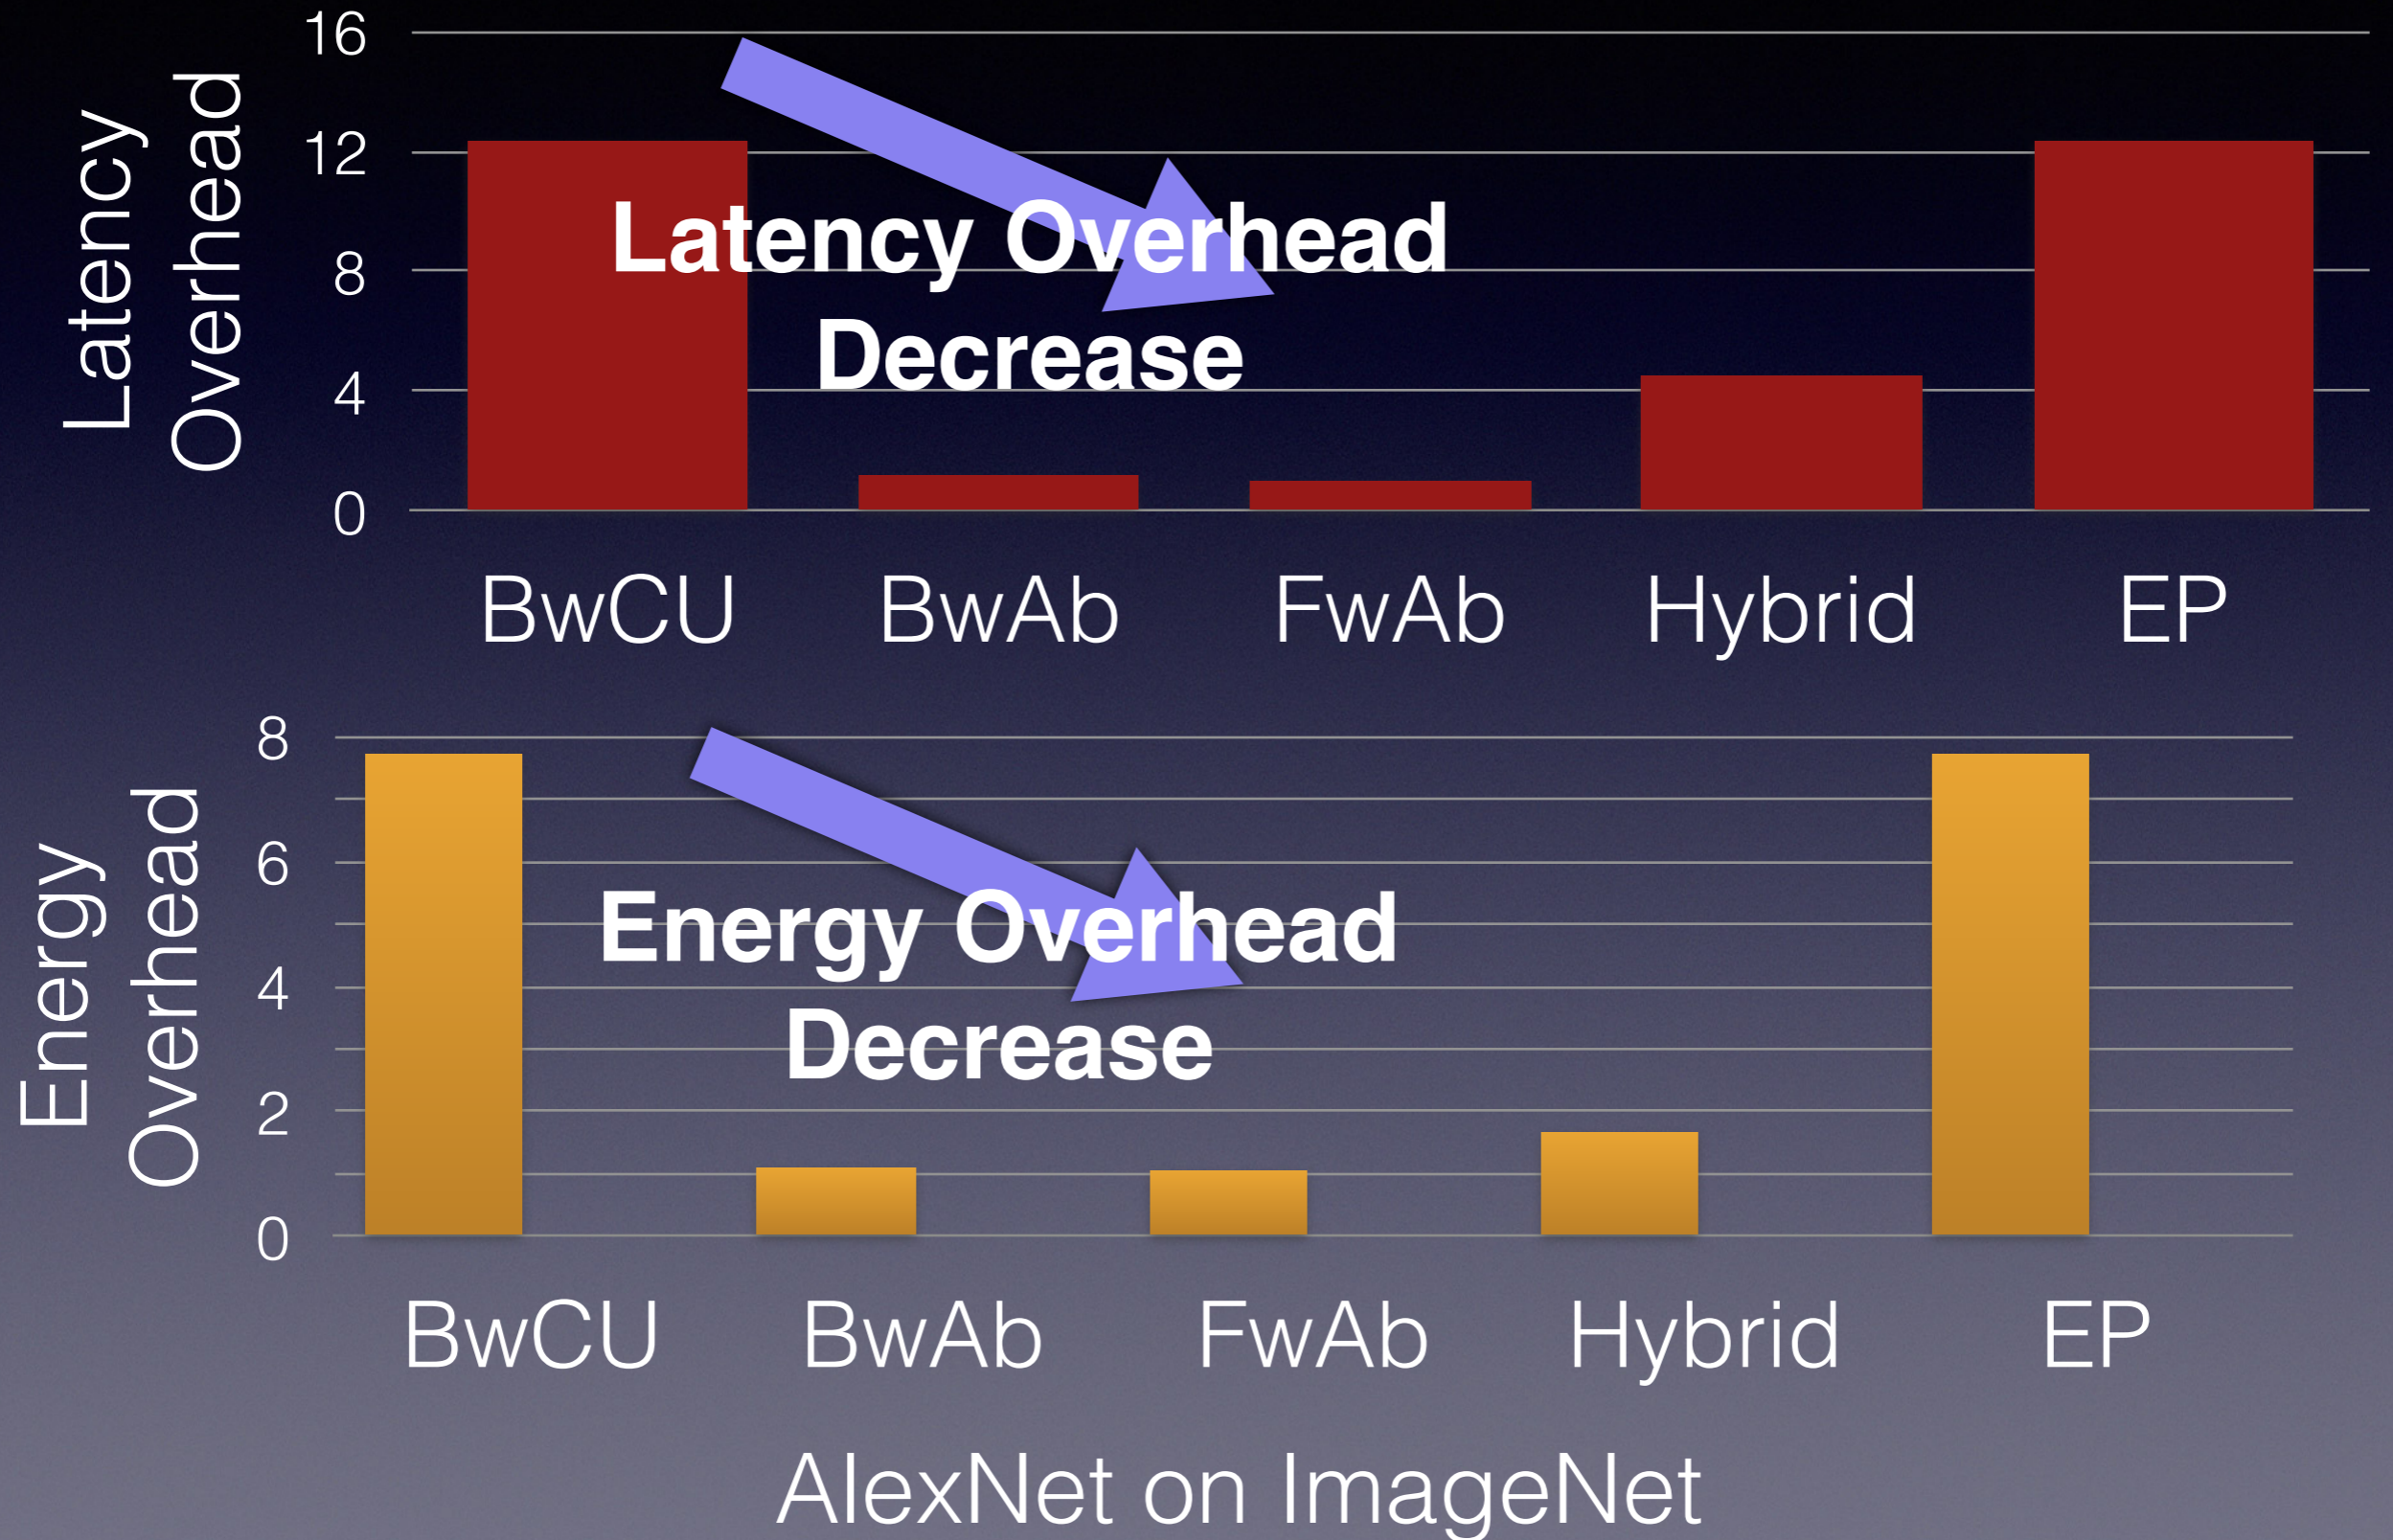 Latency
Overhead
16
12
8
4
0
Latency Overhead
Decrease
BwCU BwAb FwAb Hybrid EP
Energy
Overhead
8
6
4
2
0
Energy Overhead
Decrease
BwCU BwAb FwAb Hybrid EP
AlexNet on ImageNet